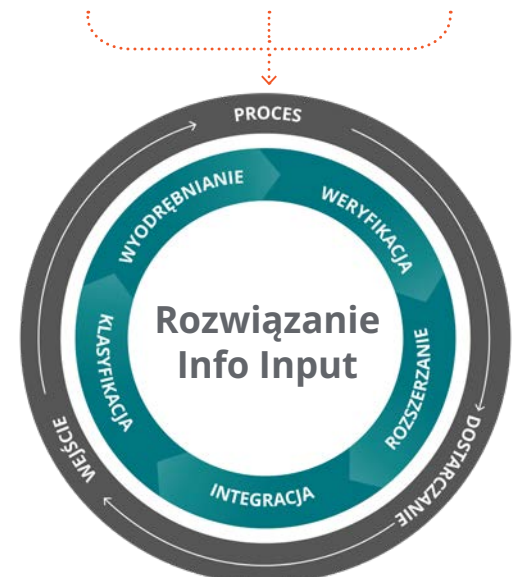 PROCES
WYODRĘBNIANIE
WERYFIKACJA
KLASYFIKACJA
Rozwiązanie
Info Input
ROZSZERZANIE
WEJŚCIE
DOSTARCZANIE
INTEGRACJA